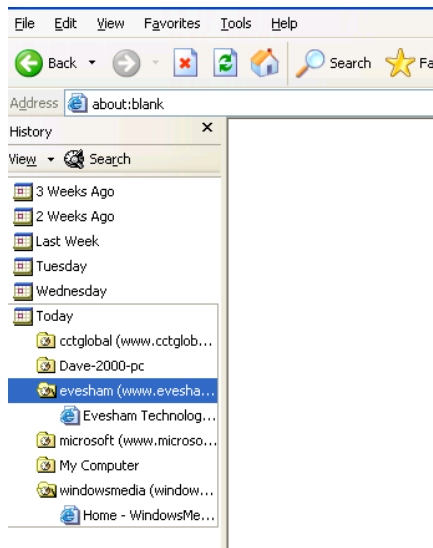 File Edit View Favorites Tools Help
Back Search Fa
Address about:blank
History x
View Search
3 Weeks Ago
2 Weeks Ago
Last Week
Tuesday
Wednesday
Today
cctglobal (www.cctglob...
Dave-2000-pc
evesham (www.evesha...
Evesham Technolog...
microsoft (www.microso...
My Computer
windowsmedia (window...
Home - WindowsMe...